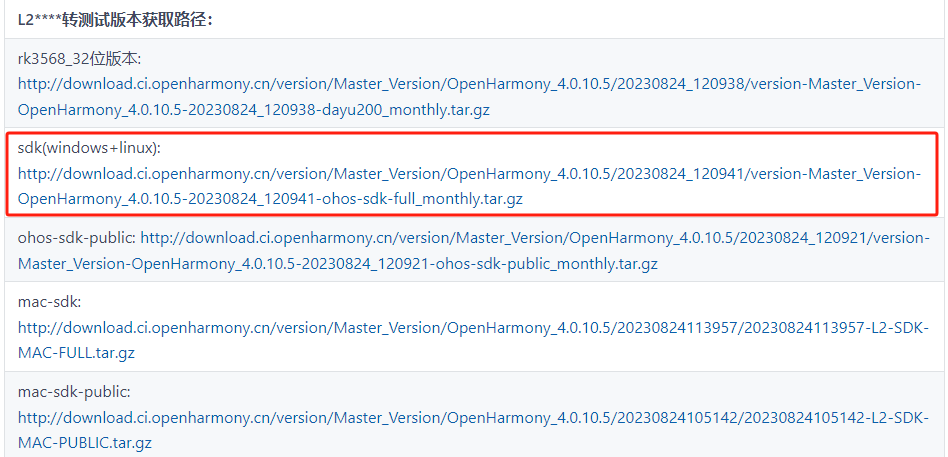 L2****转测试版本获取路径：
rk3568_32位版本:
http://download.ci.openharmony.cn/version/Master_Version/OpenHarmony_4.0.10.5/20230824_120938/version-Master_Version-
OpenHarmony_4.0.10.5-20230824_120938-dayu200_monthly.tar.gz
sdk(windows+linux):
http://download.ci.openharmony.cn/version/Master_Version/OpenHarmony_4.0.10.5/20230824_120941/version-Master_Version-
OpenHarmony_4.0.10.5-20230824_120941-ohos-sdk-full_monthly.tar.gz
ohos-sdk-public: http://download.ci.openharmony.cn/version/Master_Version/OpenHarmony_4.0.10.5/20230824_120921/version-
Master_Version-OpenHarmony_4.0.10.5-20230824_120921-ohos-sdk-public_monthly.tar.gz
mac-sdk:
http://download.ci.openharmony.cn/version/Master_Version/OpenHarmony_4.0.10.5/20230824113957/20230824113957-L2-SDK-
MAC-FULL.tar.gz
mac-sdk-public:
http://download.ci.openharmony.cn/version/Master_Version/OpenHarmony_4.0.10.5/20230824105142/20230824105142-L2-SDK-
MAC-PUBLIC.tar.gz